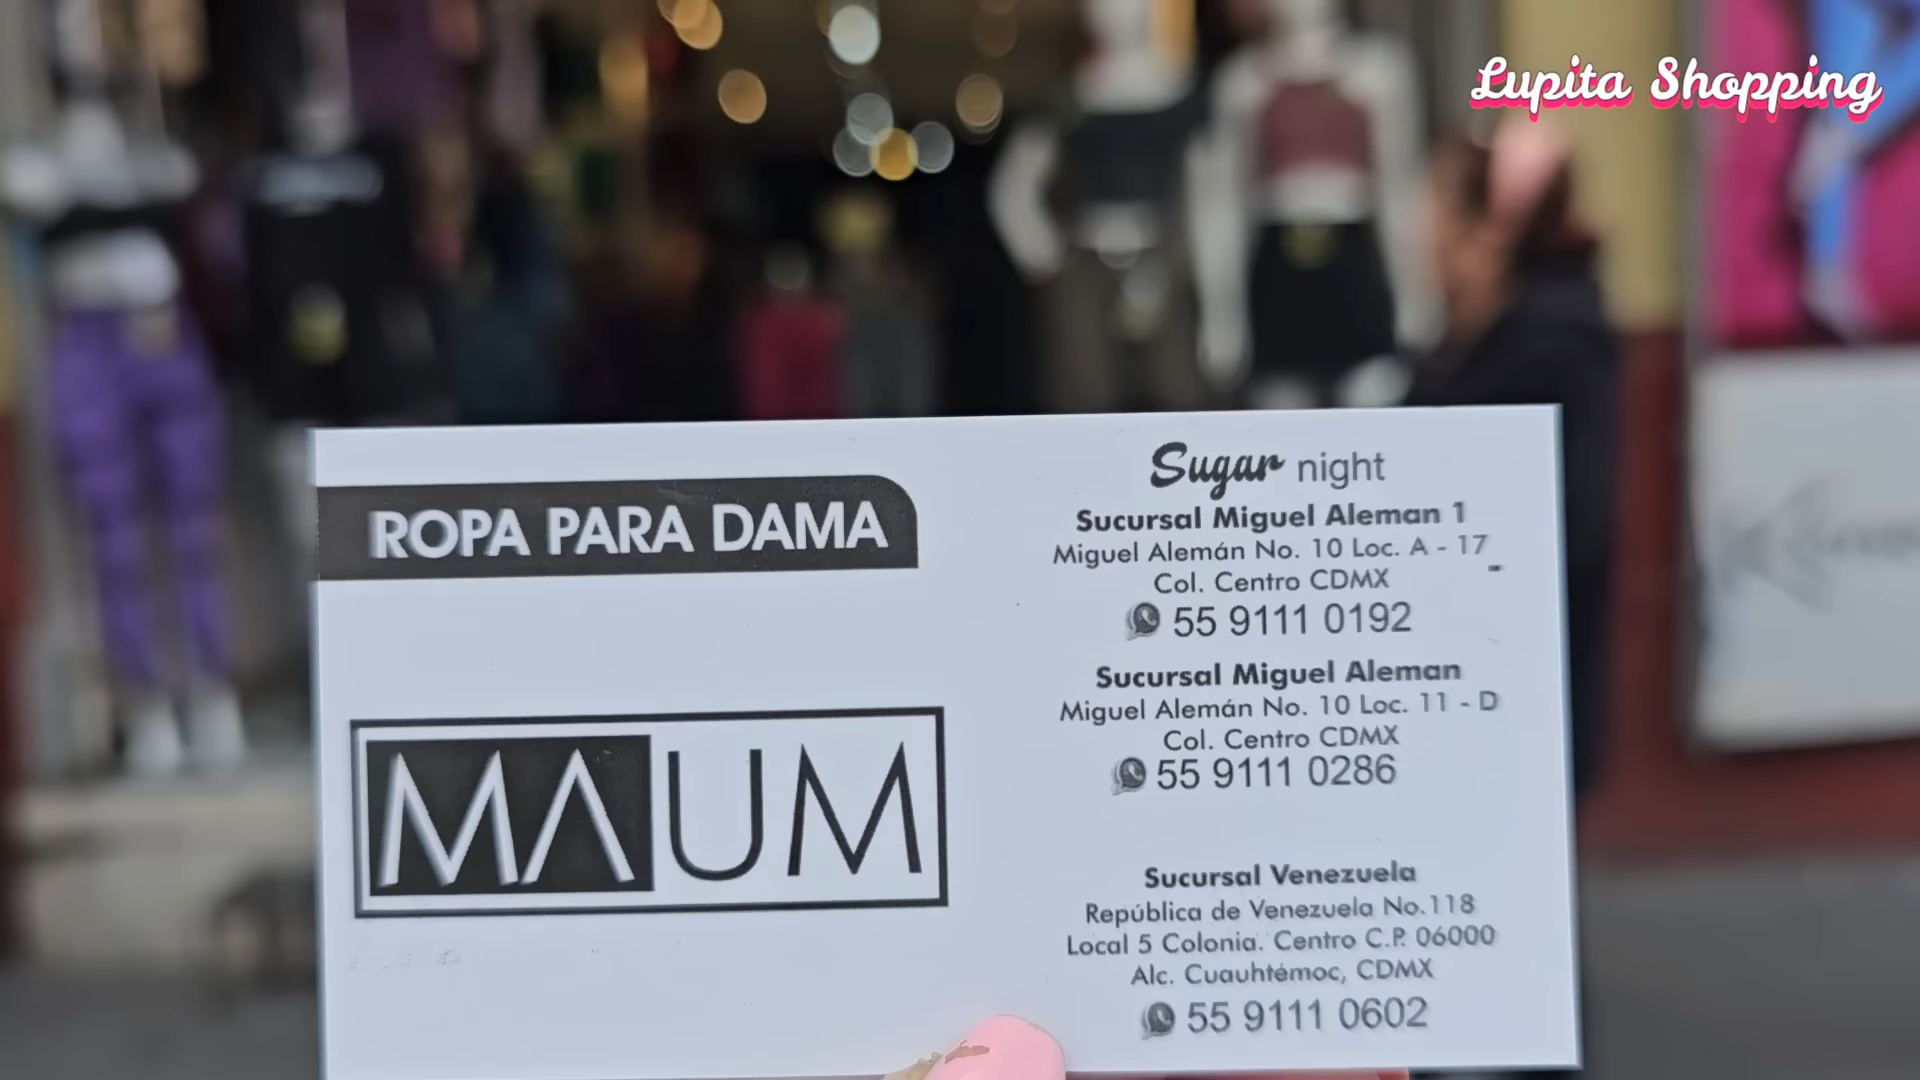 Lupita Shopping
ROPA PARA DAMA
MAUM
Sugar night
Sucursal Miguel Aleman 1
Miguel Alemán No. 10 Loc. A - 17
Col. Centro CDMX
55 9111 0192
Sucursal Miguel Aleman
Miguel Alemán No. 10 Loc. 11 - D
Col. Centro CDMX
55 9111 0286
Sucursal Venezuela
República de Venezuela No.118
Local 5 Colonia. Centro C.P. 06000
Alc. Cuauhtémoc, CDMX
55 9111 0602